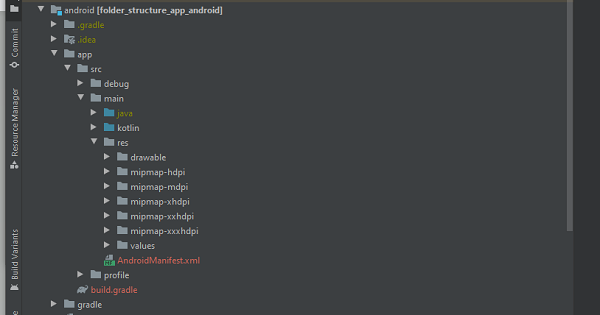 android [folder_structure_app_android]
.gradle
.idea
app
src
debug
main
java
kotlin
res
drawable
mipmap-hdpi
mipmap-mdpi
mipmap-xhdpi
mipmap-xxhdpi
mipmap-xxxhdpi
values
AndroidManifest.xml
profile
build.gradle
gradle
Commit
Resource Manager
Build Variants